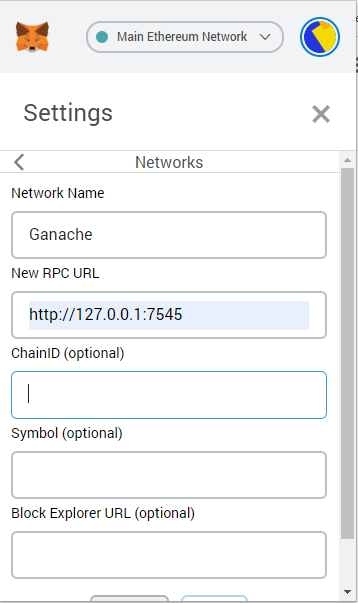 Main Ethereum Network
Settings
Networks
Network Name
Ganache
New RPC URL
http://127.0.0.1:7545
ChainID (optional)
Symbol (optional)
Block Explorer URL (optional)